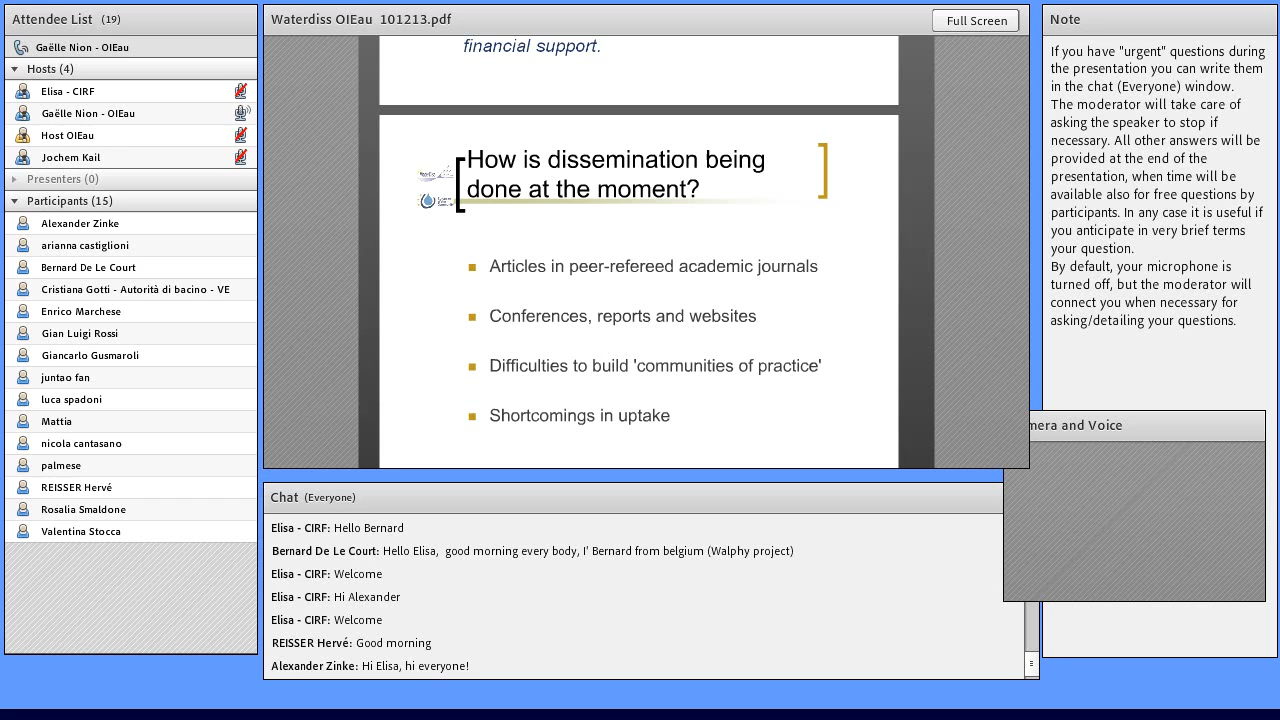 Attendee List (19)
Gaëlle Nion - OIEau
Hosts (4)
Elisa - CIRF
Gaëlle Nion - OIEau
Host OIEau
Jochem Kail
Presenters (0)
Participants (15)
Alexander Zinke
arianna castiglioni
Bernard De Le Court
Cristiana Gotti - Autorità di bacino - VE
Enrico Marchese
Gian Luigi Rossi
Giancarlo Gusmaroli
juntao fan
luca spadoni
Mattia
nicola cantasano
palmese
REISSER Hervé
Rosalia Smaldone
Valentina Stocca
Waterdiss OIEau 101213.pdf
Full Screen
financial support.
How is dissemination being
done at the moment?
Articles in peer-refereed academic journals
Conferences, reports and websites
Difficulties to build 'communities of practice'
Shortcomings in uptake
Chat (Everyone)
Elisa - CIRF: Hello Bernard
Bernard De Le Court: Hello Elisa, good morning every body, I' Bernard from belgium (Walphy project)
Elisa - CIRF: Welcome
Elisa - CIRF: Hi Alexander
Elisa - CIRF: Welcome
REISSER Hervé: Good morning
Alexander Zinke: Hi Elisa, hi everyone!
Note
If you have "urgent" questions during
the presentation you can write them
in the chat (Everyone) window.
The moderator will take care of
asking the speaker to stop if
necessary. All other answers will be
provided at the end of the
presentation, when time will be
available also for free questions by
participants. In any case it is useful if
you anticipate in very brief terms
your question.
By default, your microphone is
turned off, but the moderator will
connect you when necessary for
asking/detailing your questions.
mera and Voice